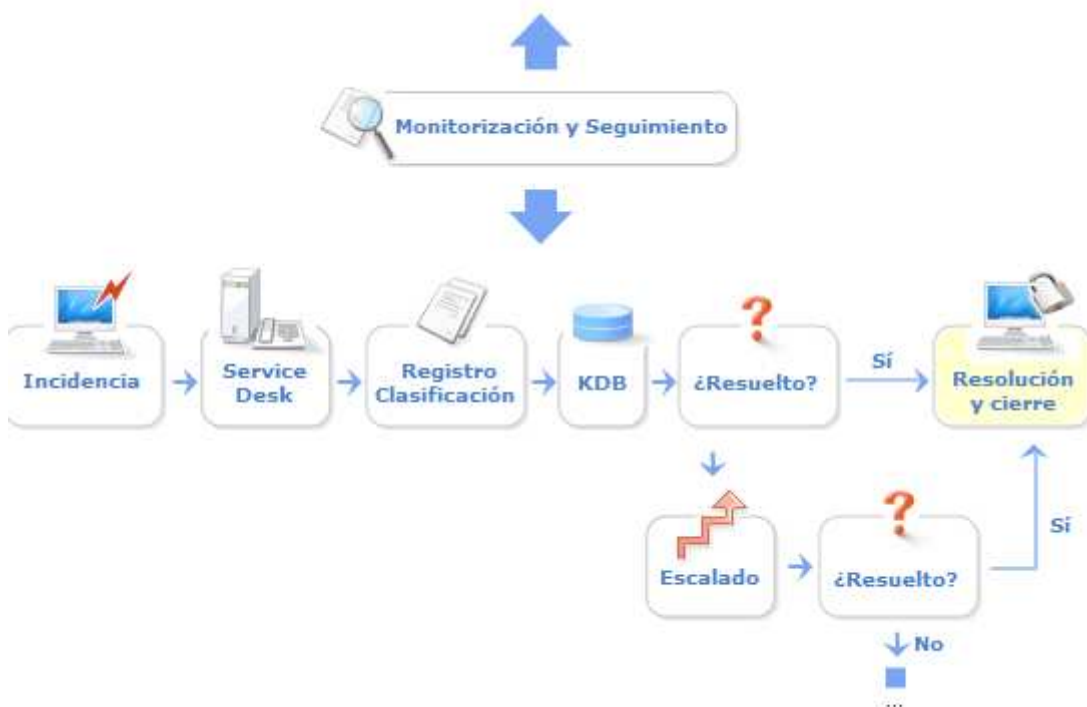 Monitorización y Seguimiento
Incidencia
Service
Desk
Registro
Clasificación
KDB
¿Resuelto?
Sí
Resolución
y cierre
Escalado
¿Resuelto?
Sí
No
...